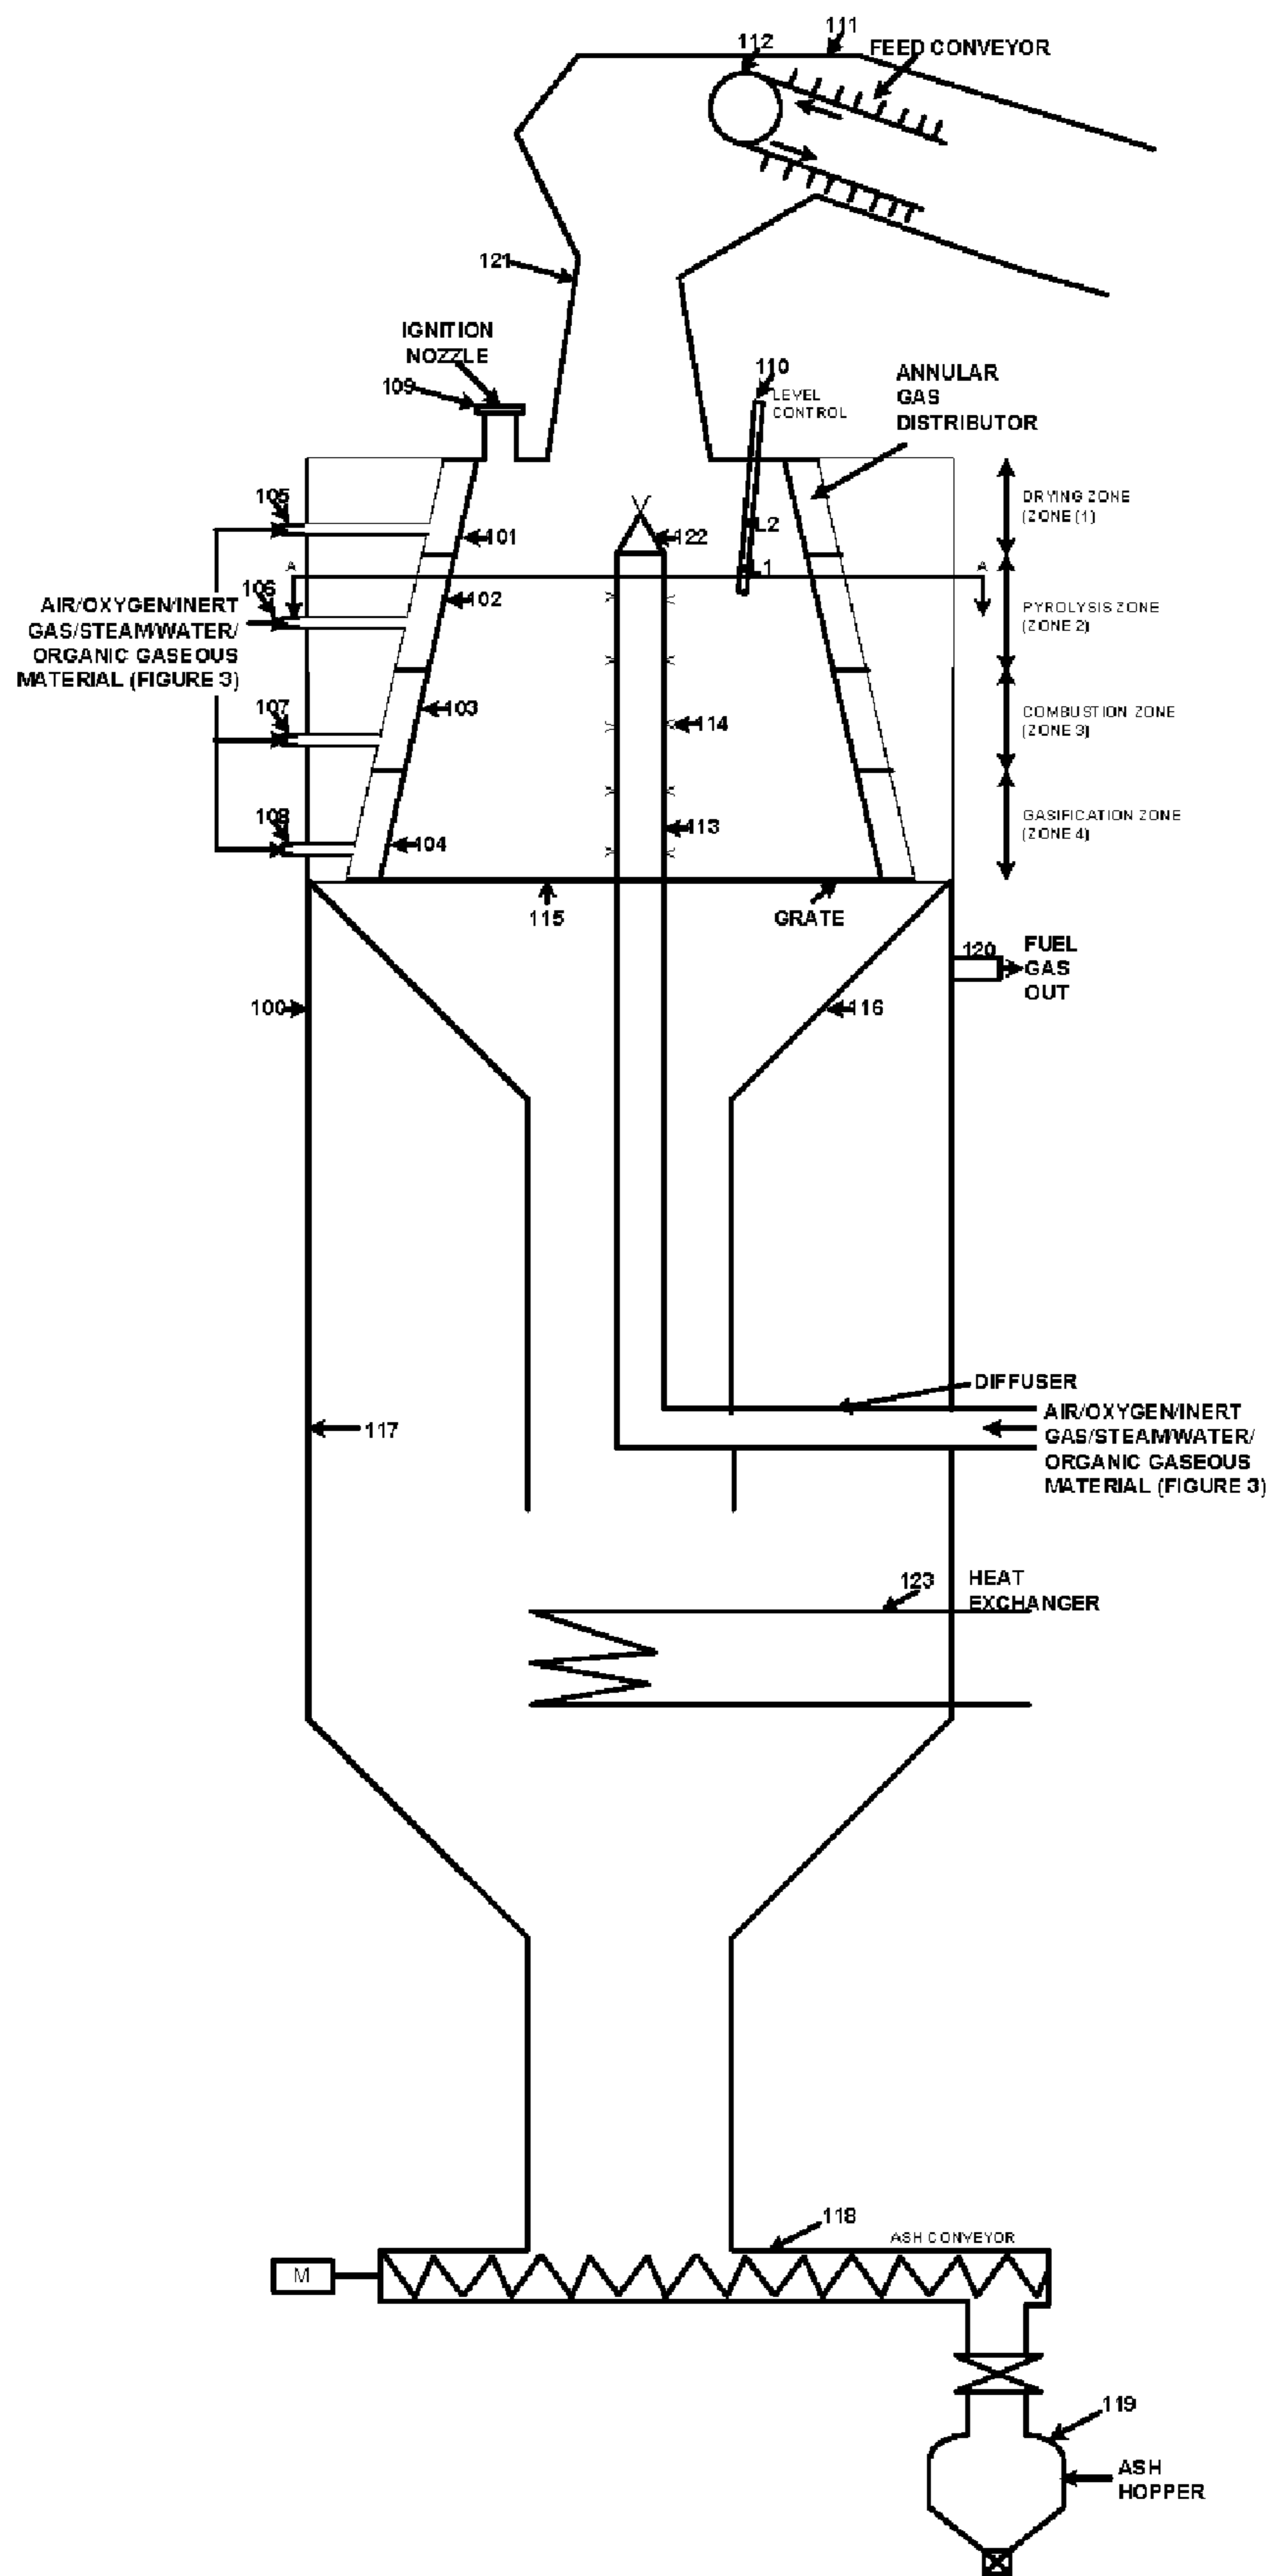 111
112
FEED CONVEYOR
121
IGNITION
NOZZLE
109
110
LEVEL
CONTROL
ANNULAR
GAS
DISTRIBUTOR
105
101
L2
122
DRYING ZONE
(ZONE (1)
A
L1
A
106
102
AIR/OXYGEN/INERT
GAS/STEAM/WATER/
ORGANIC GASEOUS
MATERIAL (FIGURE 3)
PYROLYSIS ZONE
(ZONE 2)
107
103
114
COMBUSTION ZONE
(ZONE 3)
108
104
113
GASIFICATION ZONE
(ZONE 4)
115
GRATE
120
FUEL
GAS
OUT
100
116
DIFFUSER
117
AIR/OXYGEN/INERT
GAS/STEAM/WATER/
ORGANIC GASEOUS
MATERIAL (FIGURE 3)
123
HEAT
EXCHANGER
118
ASH CONVEYOR
M
119
ASH
HOPPER